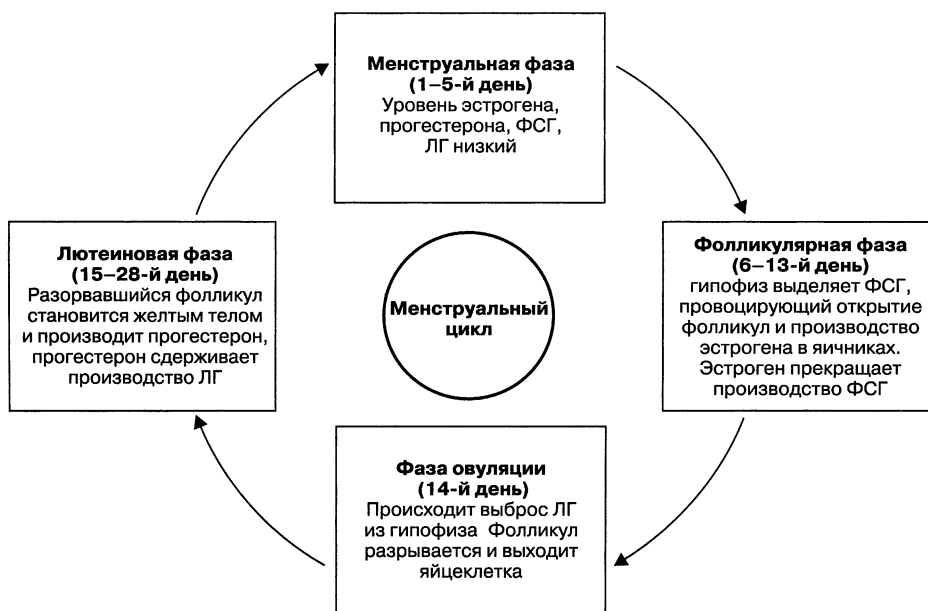 Менструальная фаза
(1–5-й день)
Уровень эстрогена,
прогестерона, ФСГ,
ЛГ низкий
Лютеиновая фаза
(15–28-й день)
Разорвавшийся фолликул
становится желтым телом
и производит прогестерон,
прогестерон сдерживает
производство ЛГ
Менструальный
цикл
Фолликулярная фаза
(6–13-й день)
гипофиз выделяет ФСГ,
провоцирующий открытие
фолликул и производство
эстрогена в яичниках.
Эстроген прекращает
производство ФСГ
Фаза овуляции
(14-й день)
Происходит выброс ЛГ
из гипофиза Фолликул
разрывается и выходит
яйцеклетка